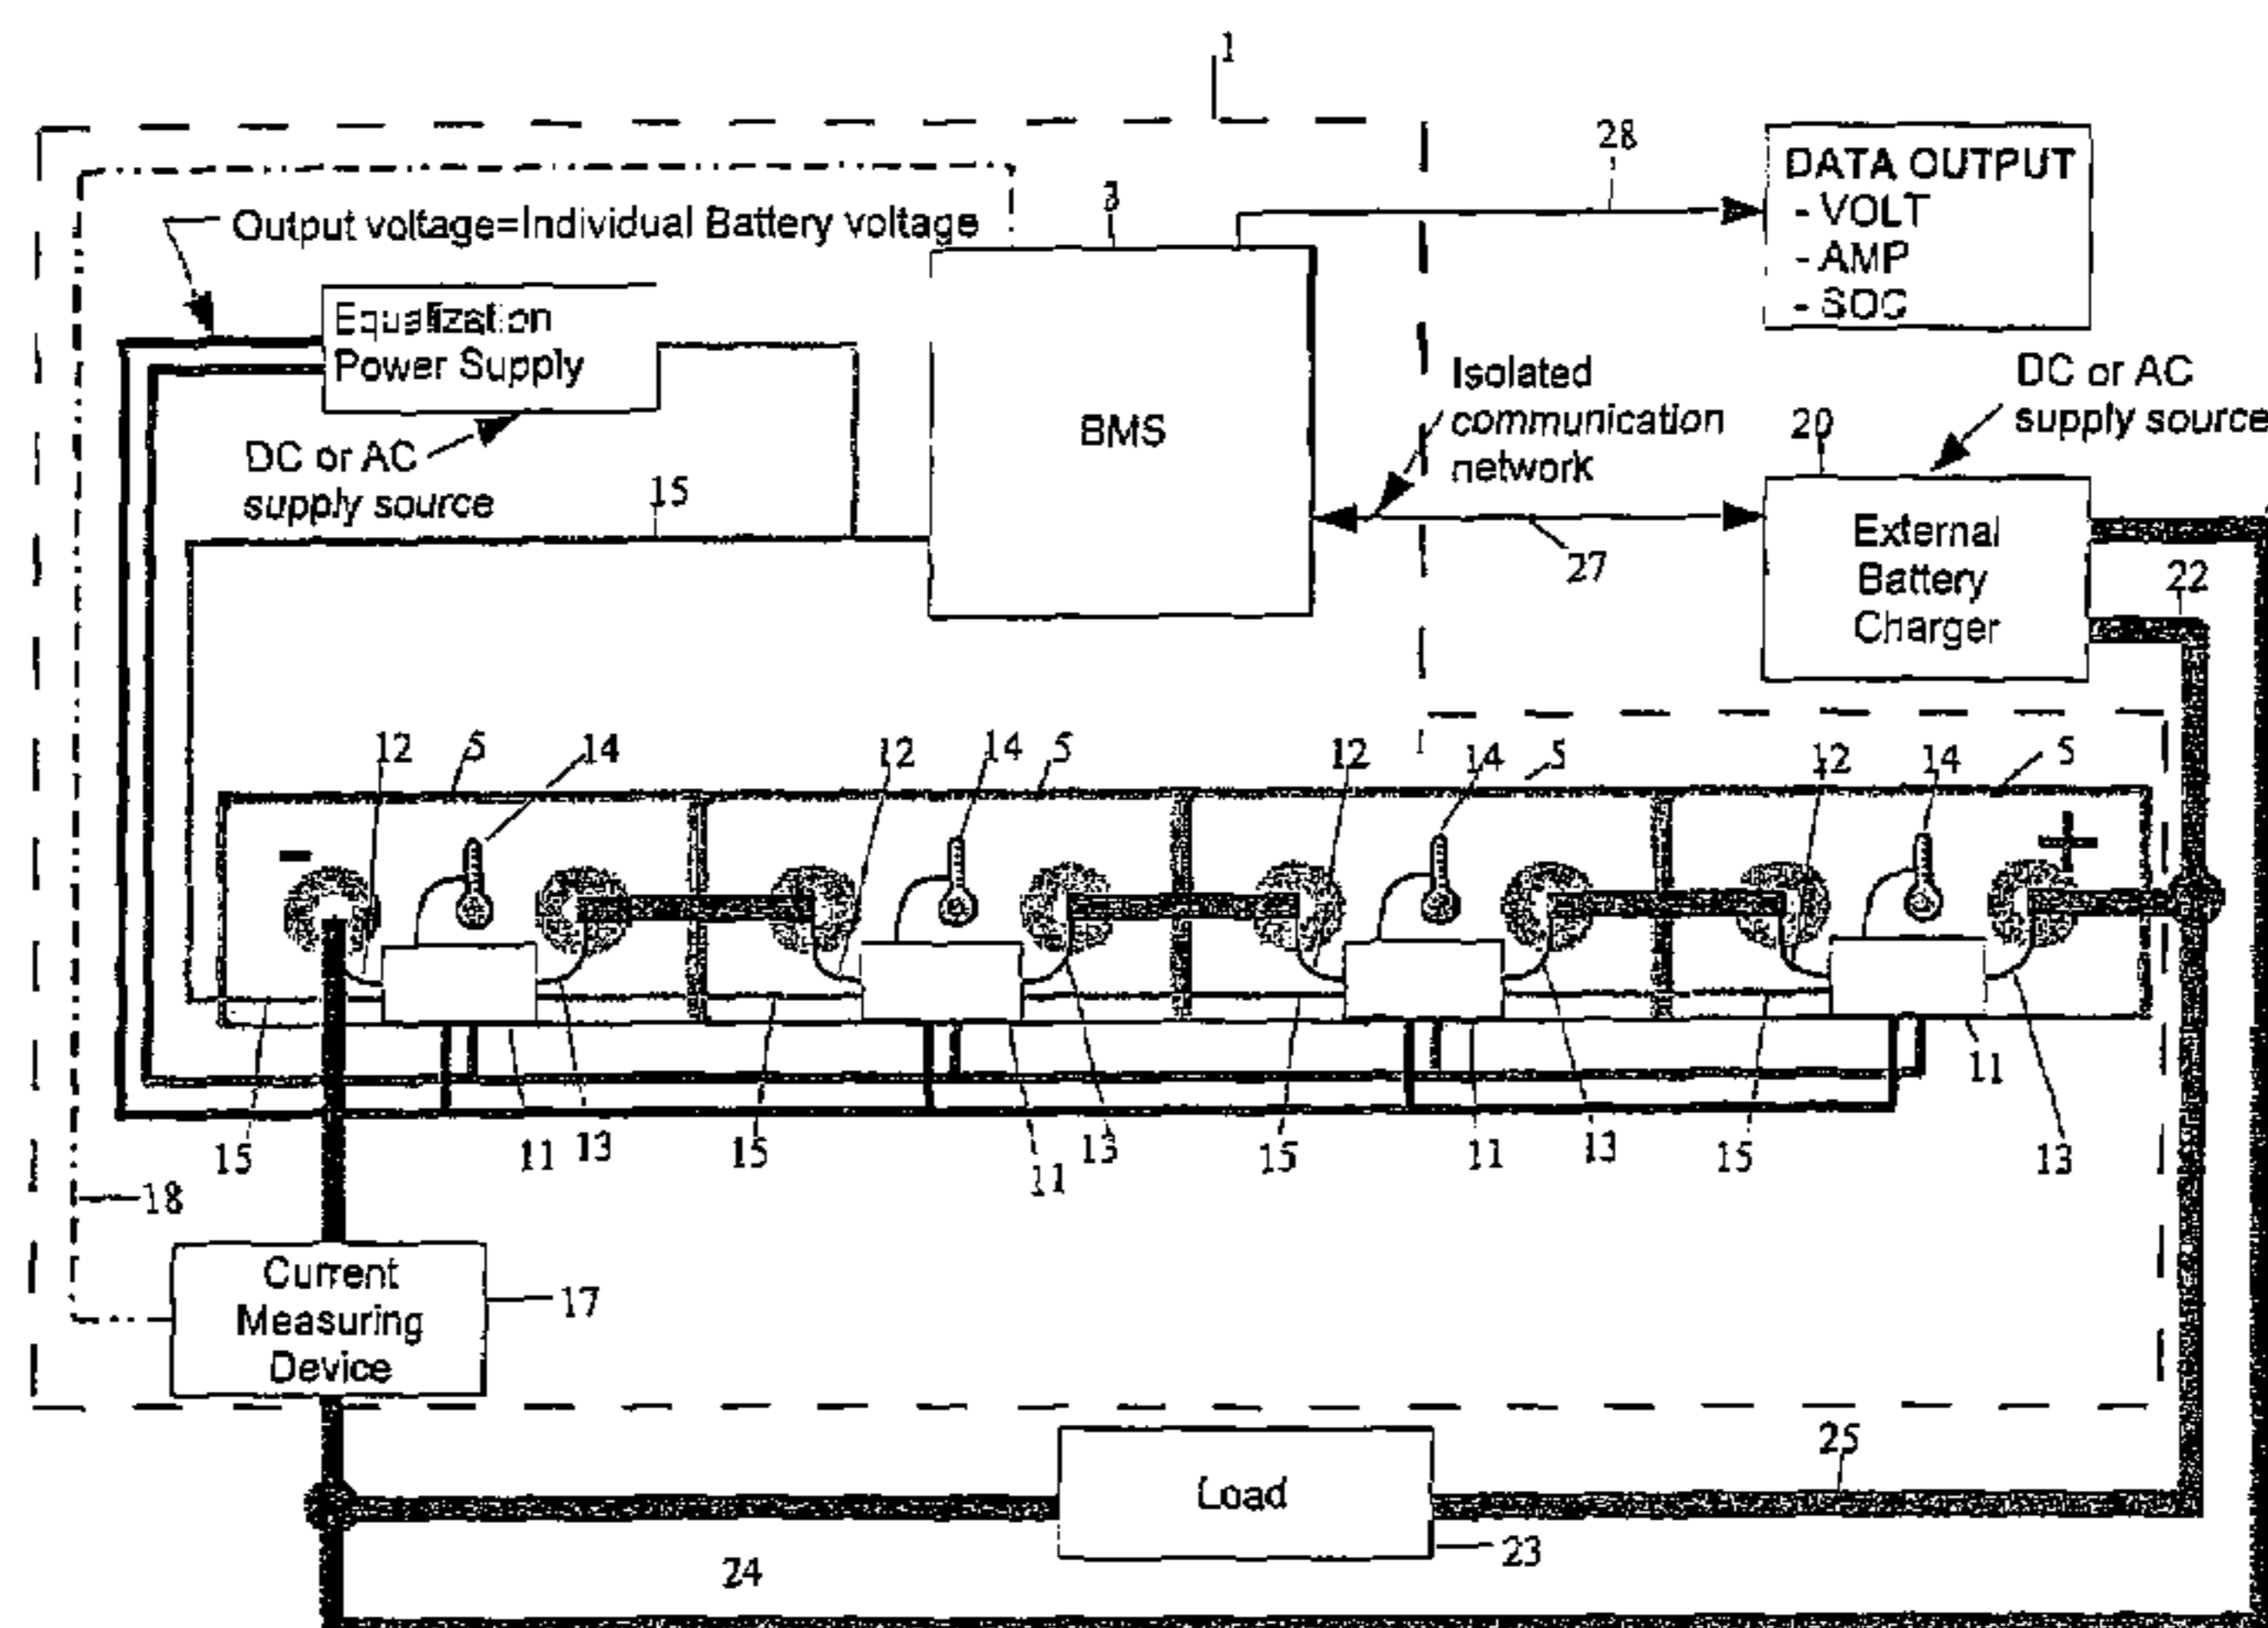 1
28
DATA OUTPUT
- VOLT
- AMP
- SOC
3
Output voltage=Individual Battery voltage
Equalization
Power Supply
BMS
Isolated
communication
network
DC or AC
supply source
20
DC or AC
supply source
15
27
External
Battery
Charger
22
12 5 14 12 14 5 12 14 5 12 14 5
- +
15 11 13 15 11 13 15 11 13 15 11 13
18
Current
Measuring
Device
17
25
Load
23
24